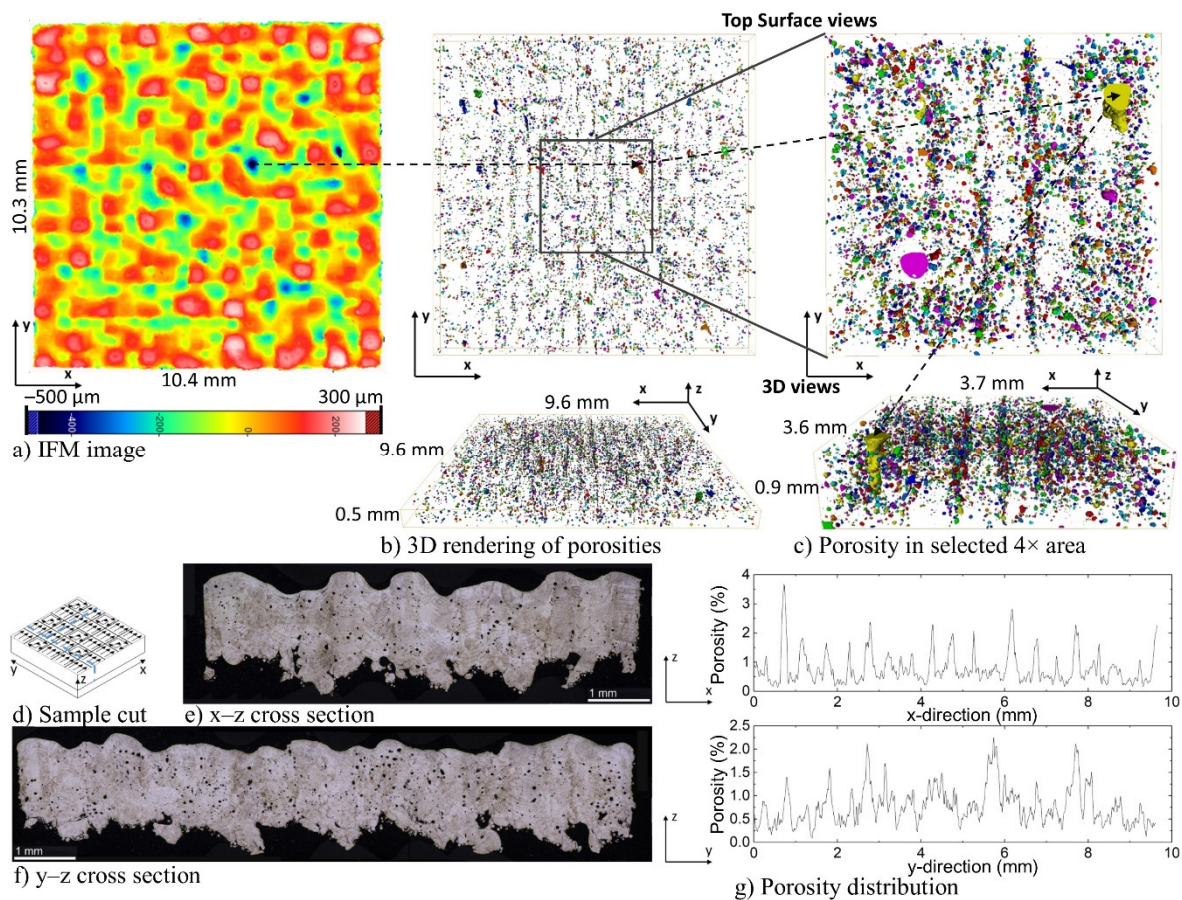 Top Surface views
10.3 mm
y
x
10.4 mm
−500 µm
300 µm
-400
-200
0
200
a) IFM image
y
x
y
x
3D views
9.6 mm
x
z
y
9.6 mm
0.5 mm
b) 3D rendering of porosities
3.7 mm
x
z
y
3.6 mm
0.9 mm
c) Porosity in selected 4× area
y
x
z
d) Sample cut
1 mm
z
x
e) x–z cross section
1 mm
z
y
f) y–z cross section
Porosity (%)
4
3
2
1
0
0 2 4 6 8 10
x-direction (mm)
Porosity (%)
2.5
2.0
1.5
1.0
0.5
0.0
0 2 4 6 8 10
y-direction (mm)
g) Porosity distribution